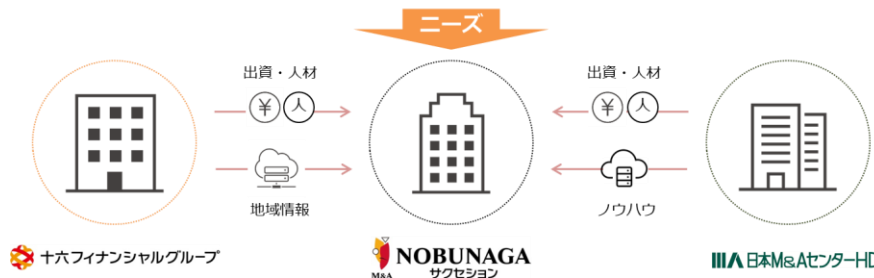 ニーズ
出資・人材
出資・人材
¥ 人
¥ 人
地域情報
ノウハウ
十六フィナンシャルグループ
M&A
NOBUNAGA
サクセション
日本M&AセンターHD